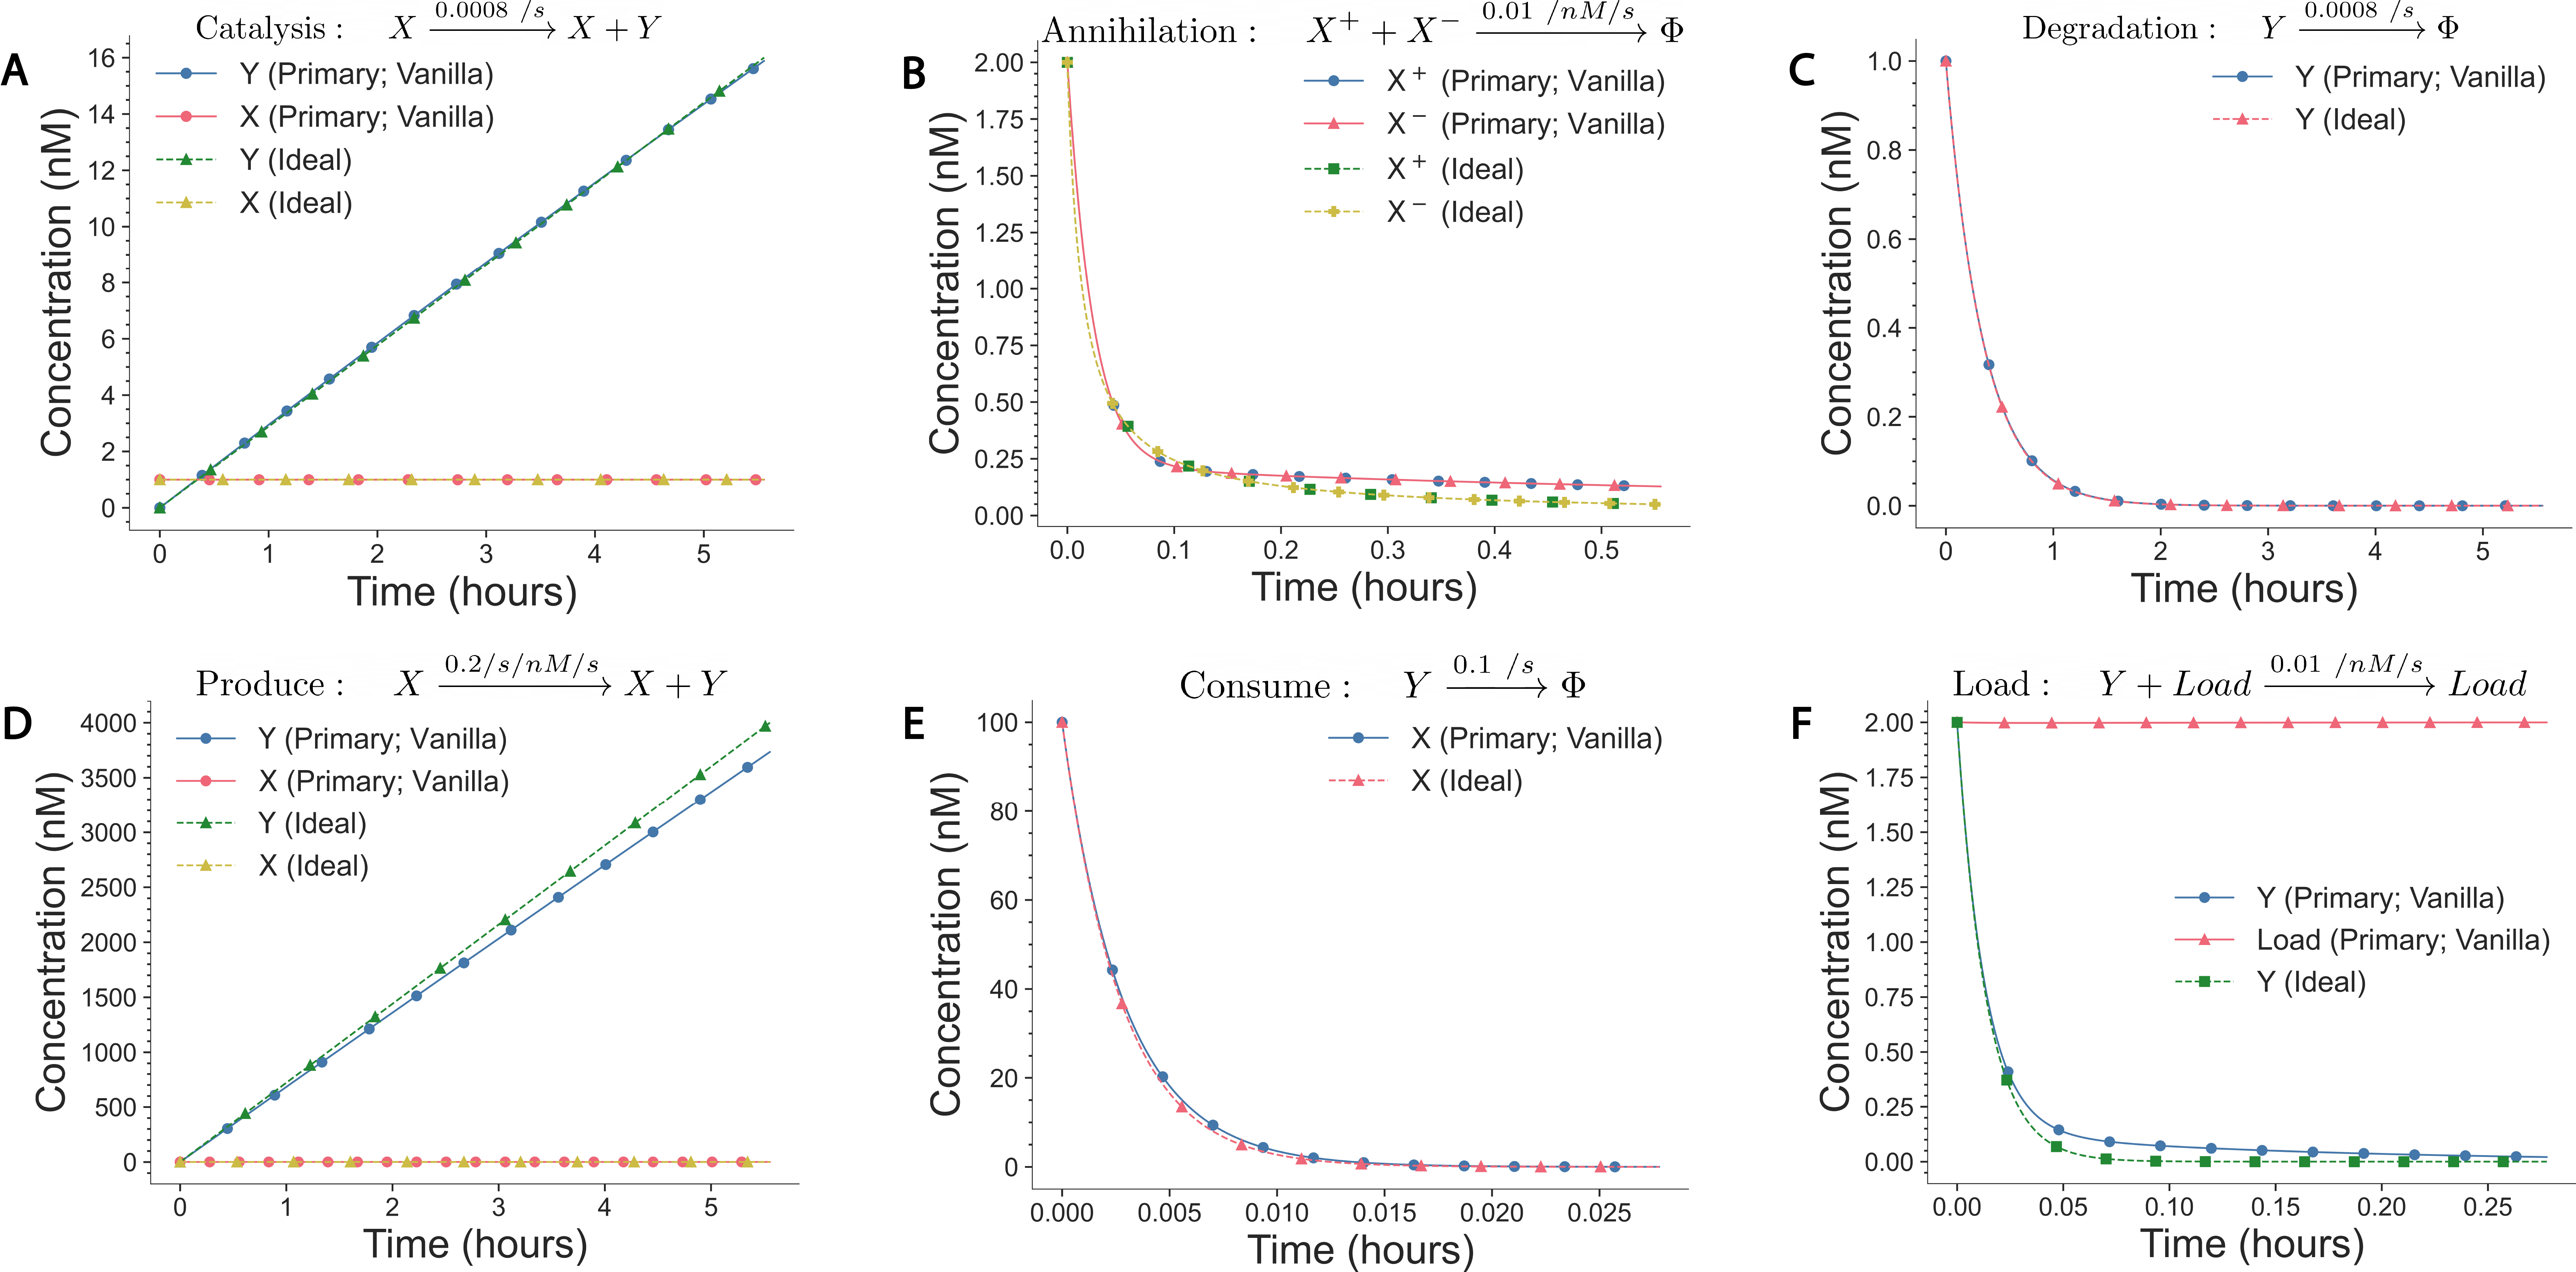 A
Catalysis : X 0.0008 /s X + Y
Y (Primary; Vanilla)
X (Primary; Vanilla)
Y (Ideal)
X (Ideal)
Concentration (nM)
16
14
12
10
8
6
4
2
0
0 1 2 3 4 5
Time (hours)
B
Annihilation : X+ + X− 0.01 /nM/s Φ
X+ (Primary; Vanilla)
X− (Primary; Vanilla)
X+ (Ideal)
X− (Ideal)
Concentration (nM)
2.00
1.75
1.50
1.25
1.00
0.75
0.50
0.25
0.00
0.0 0.1 0.2 0.3 0.4 0.5
Time (hours)
C
Degradation : Y 0.0008 /s Φ
Y (Primary; Vanilla)
Y (Ideal)
Concentration (nM)
1.0
0.8
0.6
0.4
0.2
0.0
0 1 2 3 4 5
Time (hours)
D
Produce : X 0.2/s/nM/s X + Y
Y (Primary; Vanilla)
X (Primary; Vanilla)
Y (Ideal)
X (Ideal)
Concentration (nM)
4000
3500
3000
2500
2000
1500
1000
500
0
0 1 2 3 4 5
Time (hours)
E
Consume : Y 0.1 /s Φ
X (Primary; Vanilla)
X (Ideal)
Concentration (nM)
100
80
60
40
20
0
0.000 0.005 0.010 0.015 0.020 0.025
Time (hours)
F
Load : Y + Load 0.01 /nM/s Load
Y (Primary; Vanilla)
Load (Primary; Vanilla)
Y (Ideal)
Concentration (nM)
2.00
1.75
1.50
1.25
1.00
0.75
0.50
0.25
0.00
0.00 0.05 0.10 0.15 0.20 0.25
Time (hours)